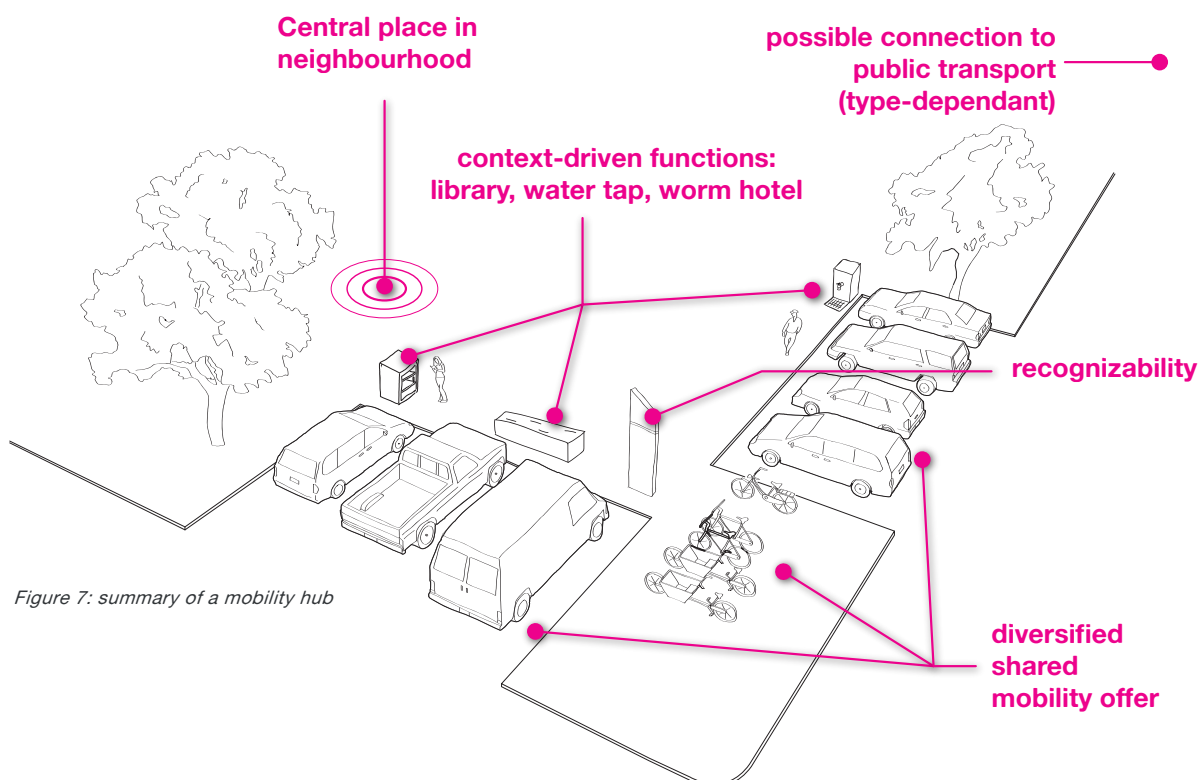 Central place in
neighbourhood
possible connection to
public transport
(type-dependant)
context-driven functions:
library, water tap, worm hotel
recognizability
Figure 7: summary of a mobility hub
diversified
shared
mobility offer